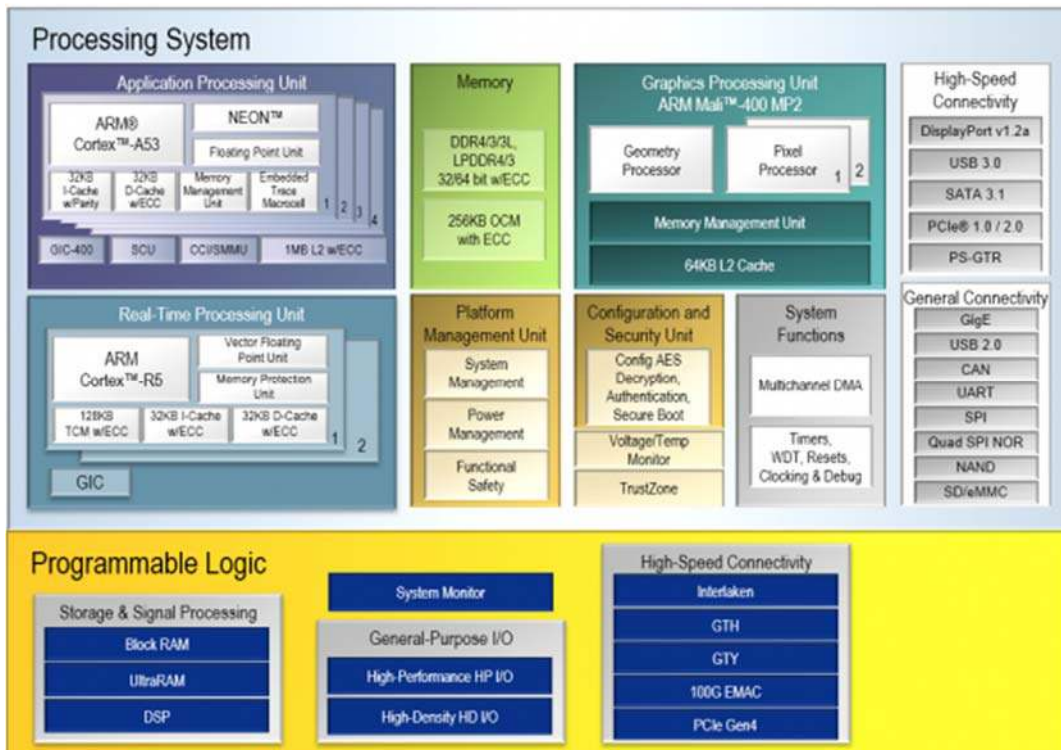 Processing System
Application Processing Unit
ARM®
Cortex™-A53
NEON™
Floating Point Unit
32KB
I-Cache
w/Parity
32KB
D-Cache
w/ECC
Memory
Management
Unit
Embedded
Trace
Macrocell
1
2
3
4
GIC-400
SCU
CCI/SMMU
1MB L2 w/ECC
Memory
DDR4/3/3L,
LPDDR4/3
32/64 bit w/ECC
256KB OCM
with ECC
Graphics Processing Unit
ARM Mali™-400 MP2
Geometry
Processor
Pixel
Processor
1
2
Memory Management Unit
64KB L2 Cache
High-Speed
Connectivity
DisplayPort v1.2a
USB 3.0
SATA 3.1
PCIe® 1.0 / 2.0
PS-GTR
Real-Time Processing Unit
ARM
Cortex™-R5
Vector Floating
Point Unit
Memory Protection
Unit
128KB
TCM w/ECC
32KB I-Cache
w/ECC
32KB D-Cache
w/ECC
1
2
GIC
Platform
Management Unit
System
Management
Power
Management
Functional
Safety
Configuration and
Security Unit
Config AES
Decryption,
Authentication,
Secure Boot
Voltage/Temp
Monitor
TrustZone
System
Functions
Multichannel DMA
Timers,
WDT, Resets,
Clocking & Debug
General Connectivity
GigE
USB 2.0
CAN
UART
SPI
Quad SPI NOR
NAND
SD/eMMC
Programmable Logic
Storage & Signal Processing
Block RAM
UltraRAM
DSP
System Monitor
General-Purpose I/O
High-Performance HP I/O
High-Density HD I/O
High-Speed Connectivity
Interlaken
GTH
GTY
100G EMAC
PCIe Gen4